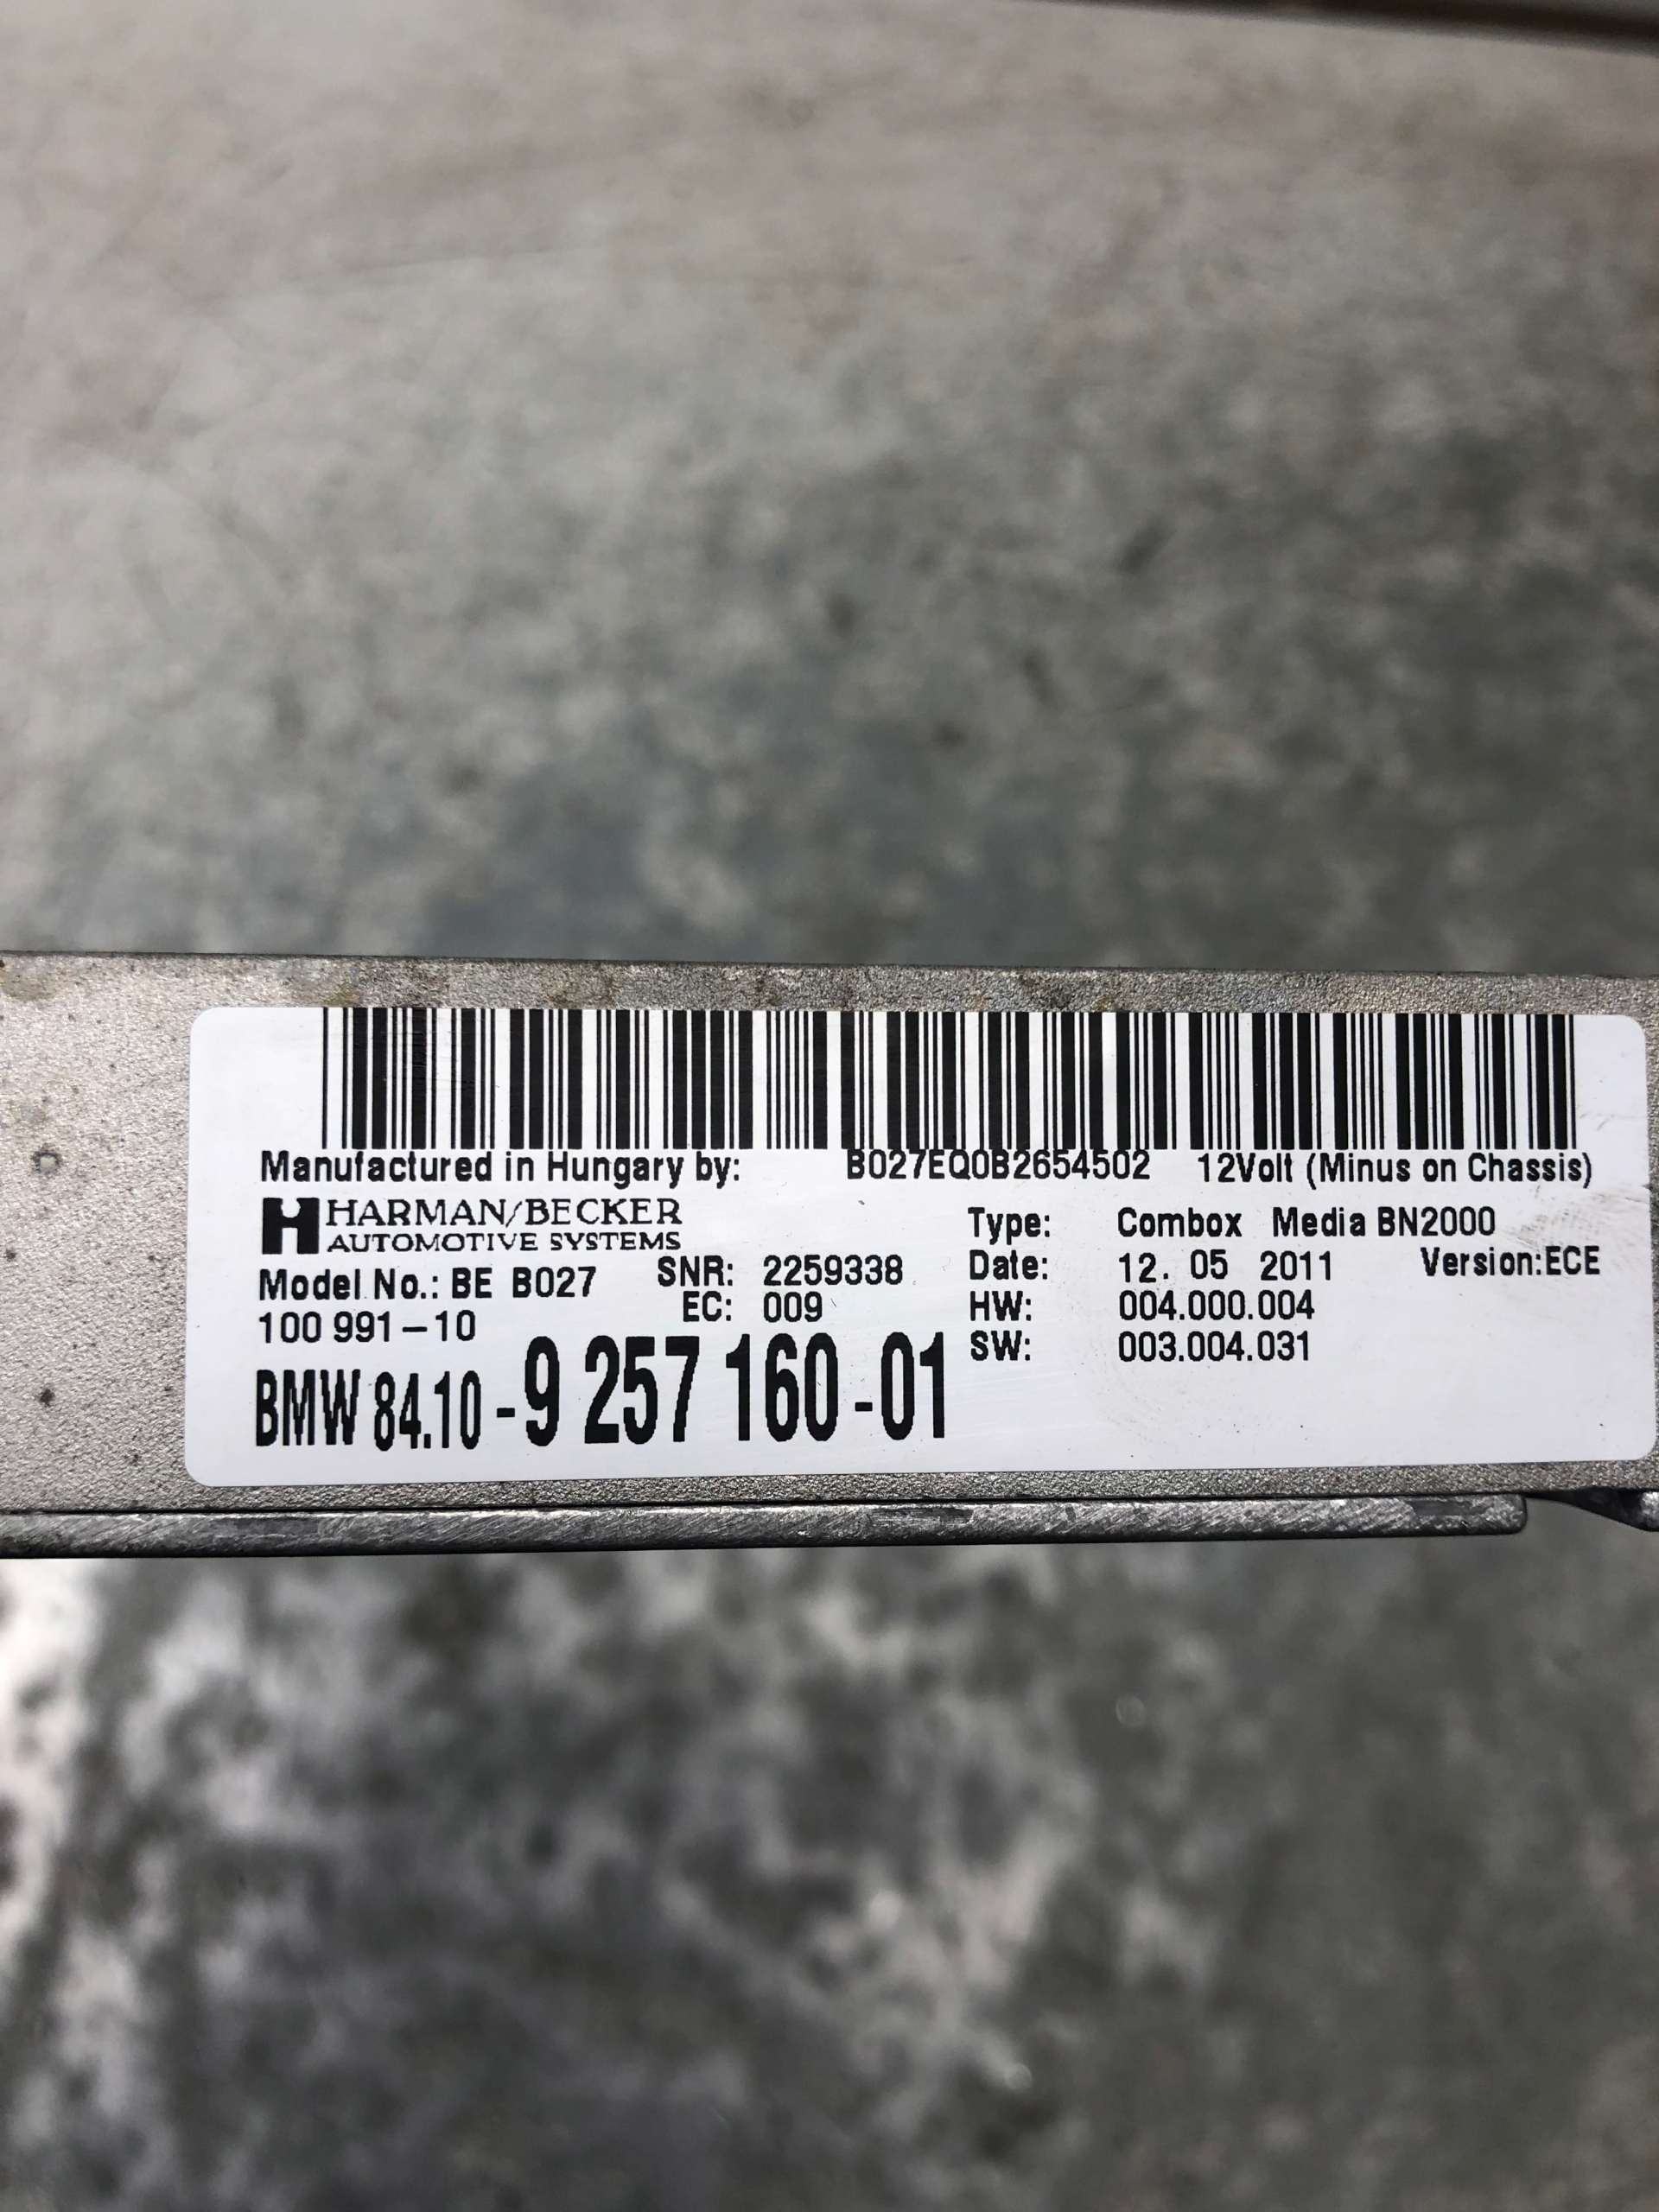 Manufactured in Hungary by: B027EQ0B2654502 12Volt (Minus on Chassis)
HARMAN/BECKER
AUTOMOTIVE SYSTEMS
Type: Combox Media BN2000
Model No.: BE B027 SNR: 2259338 Date: 12. 05 2011 Version:ECE
100 991-10 EC: 009 HW: 004.000.004
SW: 003.004.031
BMW 84.10-9 257 160-01